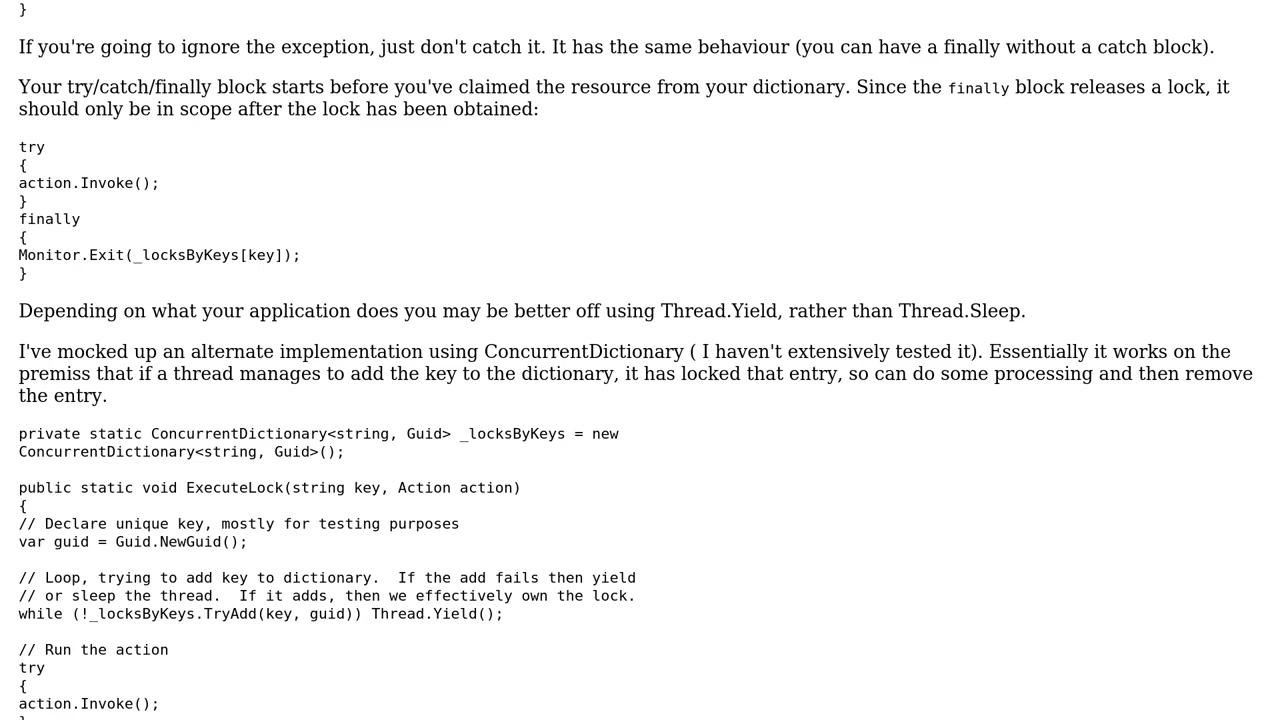 }
If you're going to ignore the exception, just don't catch it. It has the same behaviour (you can have a finally without a catch block).
Your try/catch/finally block starts before you've claimed the resource from your dictionary. Since the finally block releases a lock, it
should only be in scope after the lock has been obtained:
try
{
action.Invoke();
}
finally
{
Monitor.Exit(_locksByKeys[key]);
}
Depending on what your application does you may be better off using Thread.Yield, rather than Thread.Sleep.
I've mocked up an alternate implementation using ConcurrentDictionary ( I haven't extensively tested it). Essentially it works on the
premiss that if a thread manages to add the key to the dictionary, it has locked that entry, so can do some processing and then remove
the entry.
private static ConcurrentDictionary<string, Guid> _locksByKeys = new
ConcurrentDictionary<string, Guid>();
public static void ExecuteLock(string key, Action action)
{
// Declare unique key, mostly for testing purposes
var guid = Guid.NewGuid();
// Loop, trying to add key to dictionary.  If the add fails then yield
// or sleep the thread.  If it adds, then we effectively own the lock.
while (!_locksByKeys.TryAdd(key, guid)) Thread.Yield();
// Run the action
try
{
action.Invoke();
}